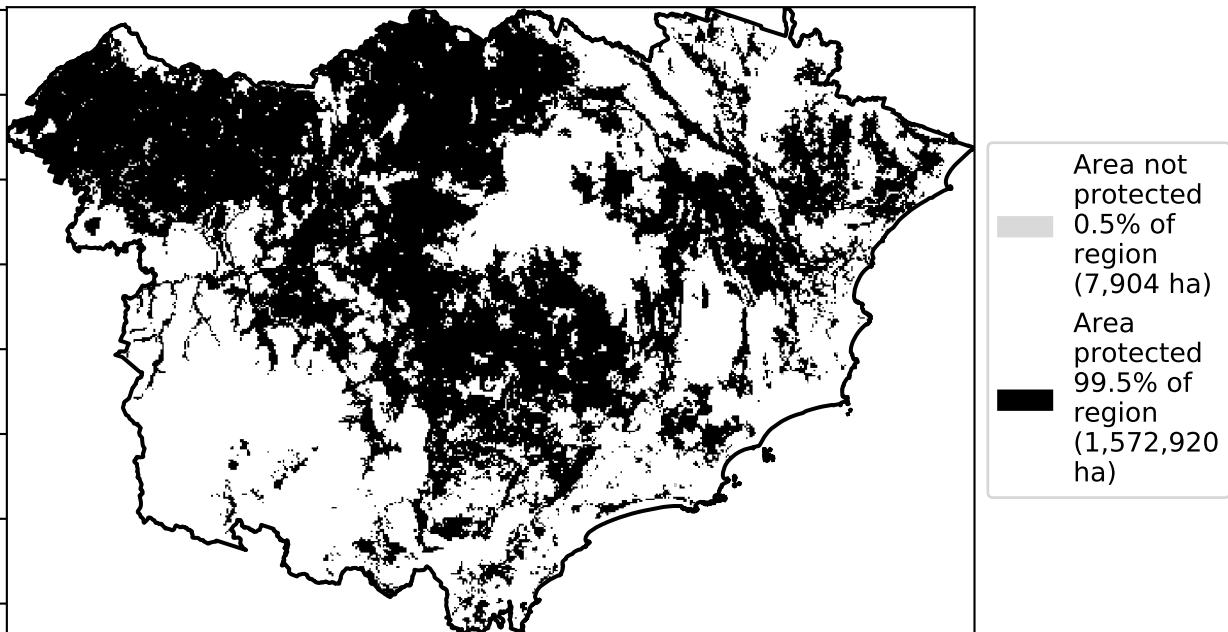 Area not
protected
0.5% of
region
(7,904 ha)
Area
protected
99.5% of
region
(1,572,920
ha)